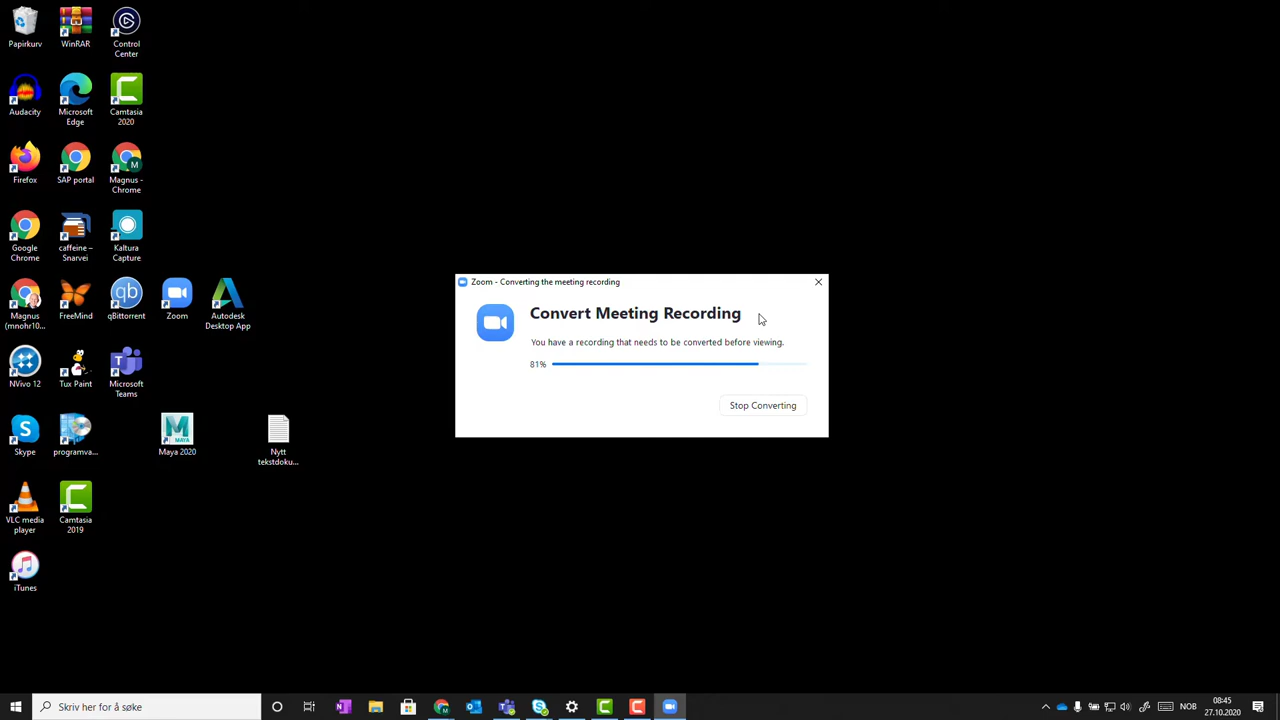 Papirkurv
WinRAR
Control
Center
Audacity
Microsoft
Edge
Camtasia
2020
Firefox
SAP portal
Magnus -
Chrome
Google
Chrome
caffeine –
Snarvei
Kaltura
Capture
Magnus
(mnohr10...
FreeMind
qBittorrent
Zoom
Autodesk
Desktop App
NVivo 12
Tux Paint
Microsoft
Teams
Skype
programva...
Maya 2020
Nytt
tekstdoku...
VLC media
player
Camtasia
2019
iTunes
Zoom - Converting the meeting recording
Convert Meeting Recording
You have a recording that needs to be converted before viewing.
81%
Stop Converting
Skriv her for å søke
NOB
08:45
27.10.2020